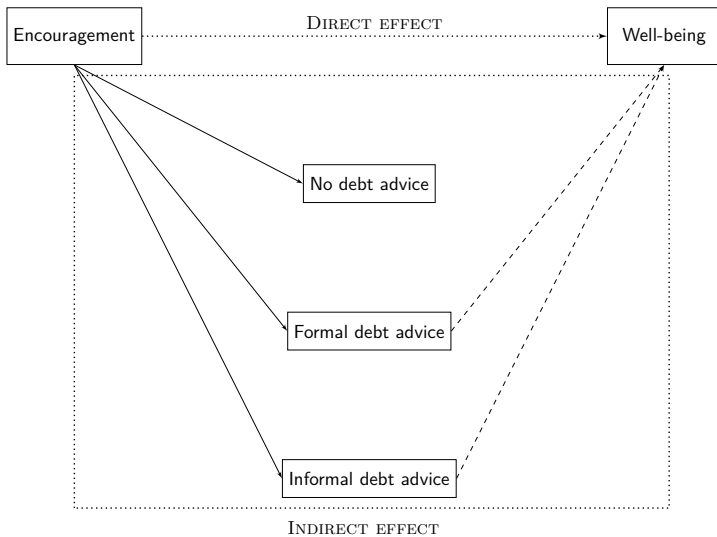 DIRECT EFFECT
Encouragement
Well-being
No debt advice
Formal debt advice
Informal debt advice
INDIRECT EFFECT